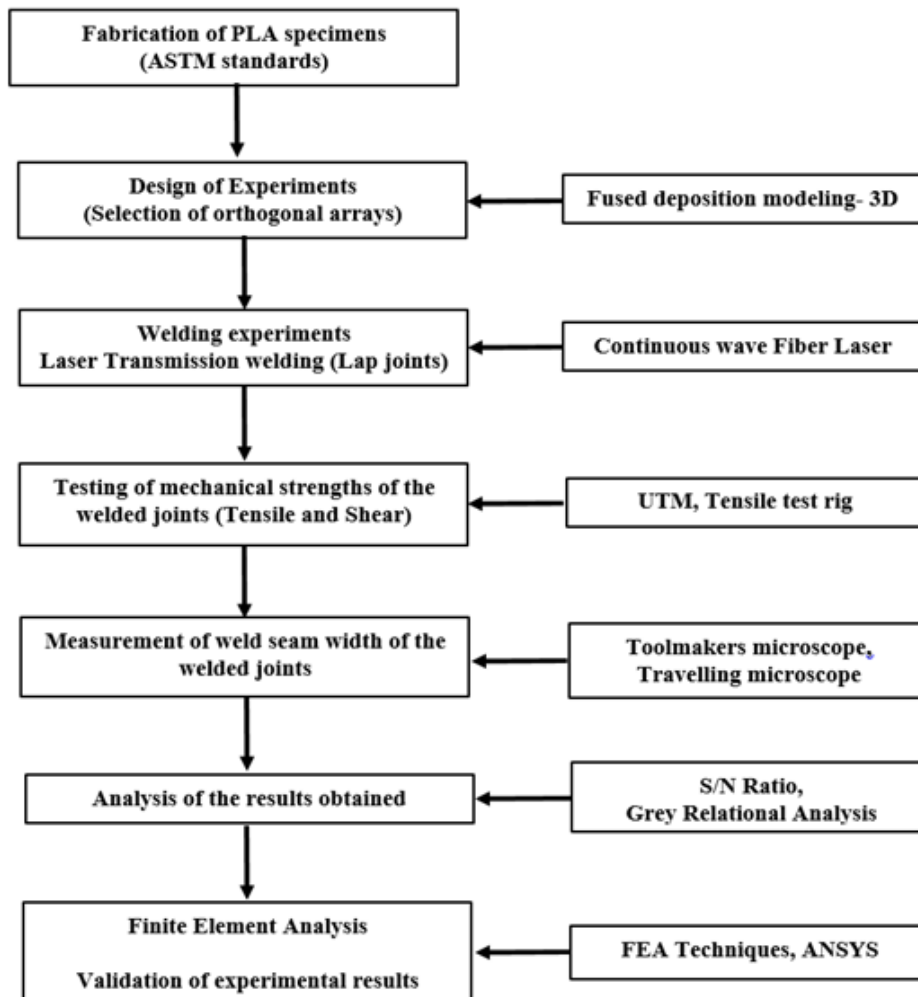 Fabrication of PLA specimens
(ASTM standards)
Design of Experiments
(Selection of orthogonal arrays)
Fused deposition modeling- 3D
Welding experiments
Laser Transmission welding (Lap joints)
Continuous wave Fiber Laser
Testing of mechanical strengths of the
welded joints (Tensile and Shear)
UTM, Tensile test rig
Measurement of weld seam width of the
welded joints
Toolmakers microscope,
Travelling microscope
Analysis of the results obtained
S/N Ratio,
Grey Relational Analysis
Finite Element Analysis
Validation of experimental results
FEA Techniques, ANSYS